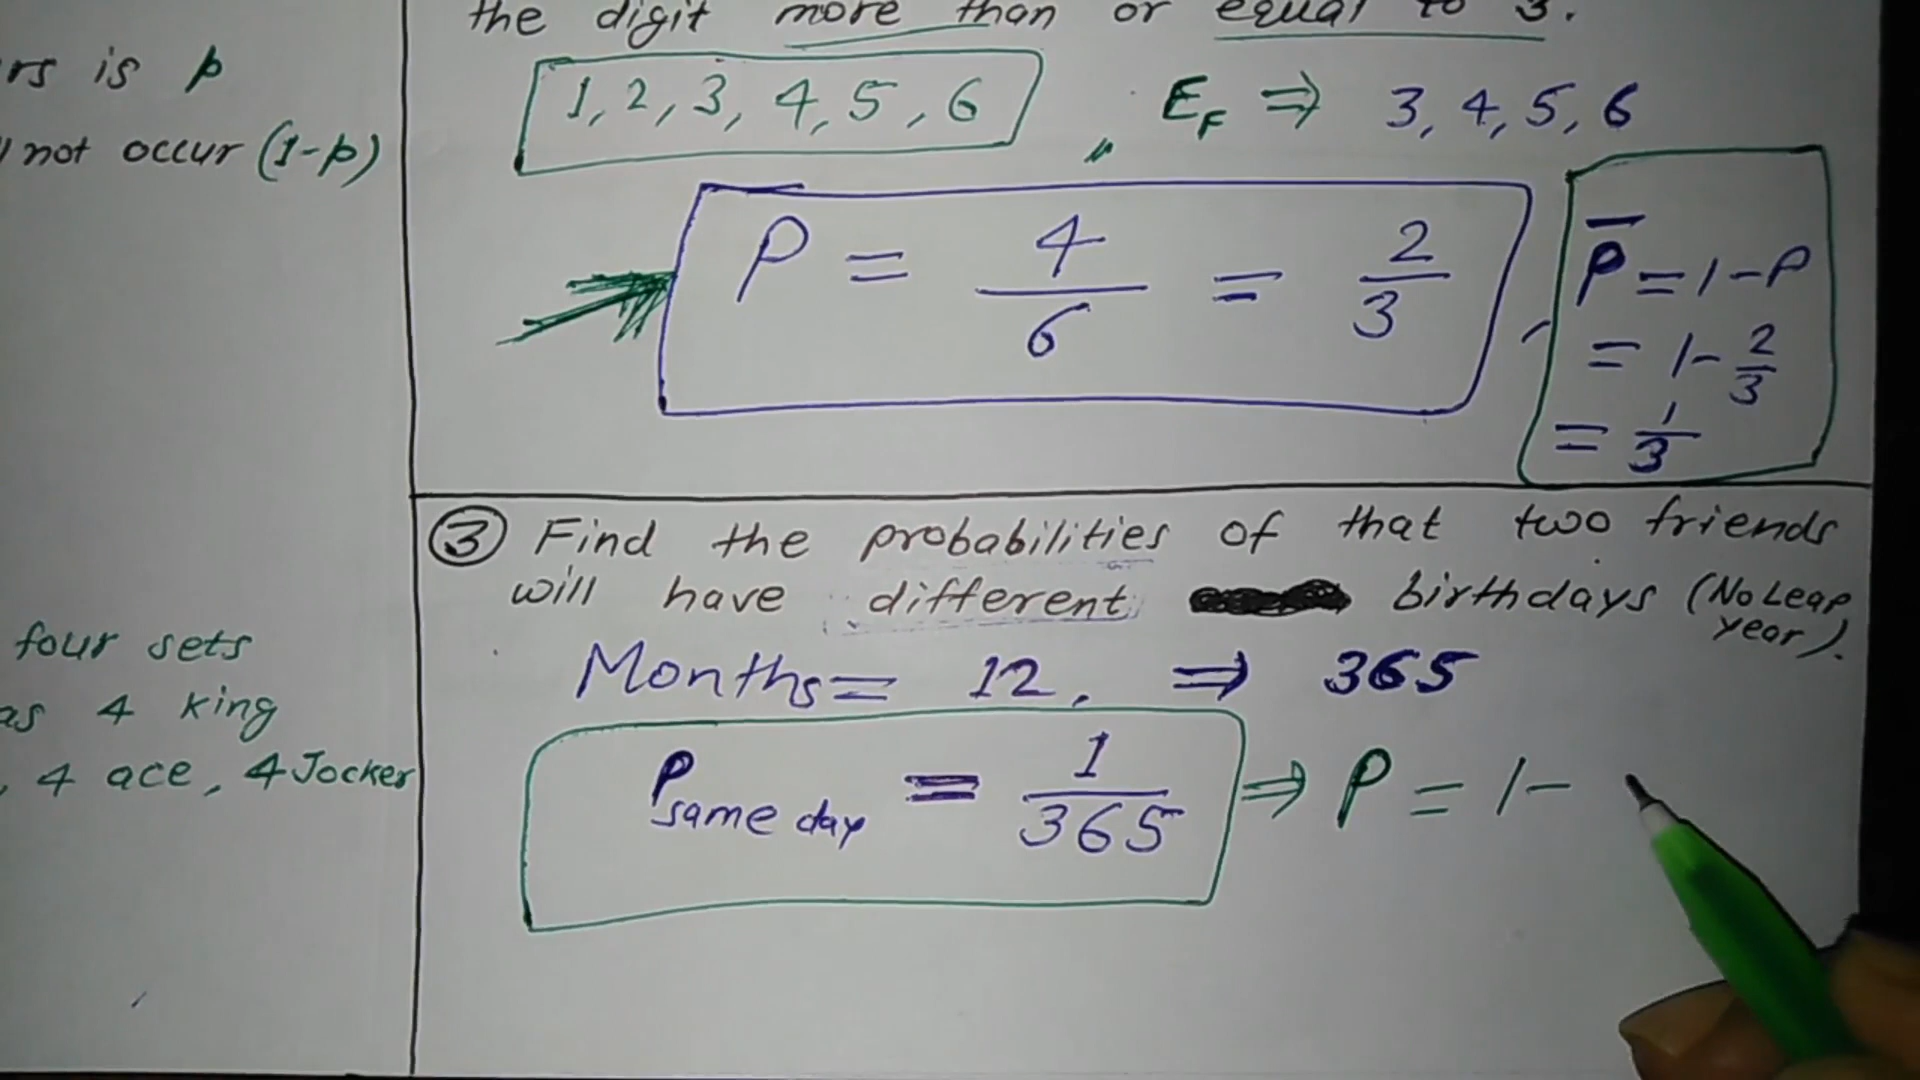 rs is p
not occur (1-p)
four sets
as 4 king
, 4 ace, 4 Jocker
the digit more than or equal to 3.
1, 2, 3, 4, 5, 6 , E_F ⇒ 3, 4, 5, 6
P = 4/6 = 2/3
P̅ = 1 - P
= 1 - 2/3
= 1/3
③ Find the probabilities of that two friends
will have different birthdays (No Leap
year).
Months = 12, ⇒ 365
P same day = 1/365 ⇒ P = 1 -